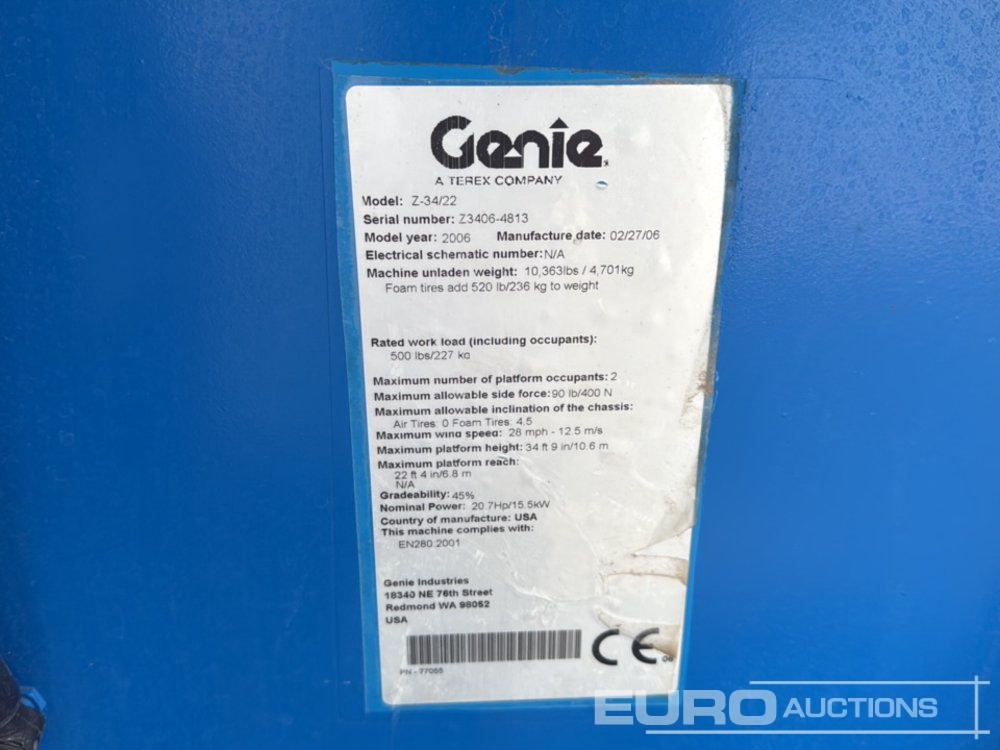 Genie
A TEREX COMPANY
Model: Z-34/22
Serial number: Z3406-4813
Model year: 2006 Manufacture date: 02/27/06
Electrical schematic number: N/A
Machine unladen weight: 10,363lbs / 4,701kg
Foam tires add 520 lb/236 kg to weight
Rated work load (including occupants):
500 lbs/227 kg
Maximum number of platform occupants: 2
Maximum allowable side force: 90 lb/400 N
Maximum allowable inclination of the chassis:
Air Tires: 0 Foam Tires: 4.5
Maximum wind speed: 28 mph - 12.5 m/s
Maximum platform height: 34 ft 9 in/10.6 m
Maximum platform reach:
22 ft 4 in/6.8 m
N/A
Gradeability: 45%
Nominal Power: 20.7Hp/15.5kW
Country of manufacture: USA
This machine complies with:
EN280:2001
Genie Industries
18340 NE 76th Street
Redmond WA 98052
USA
CE
06
PN - 77055
EURO AUCTIONS